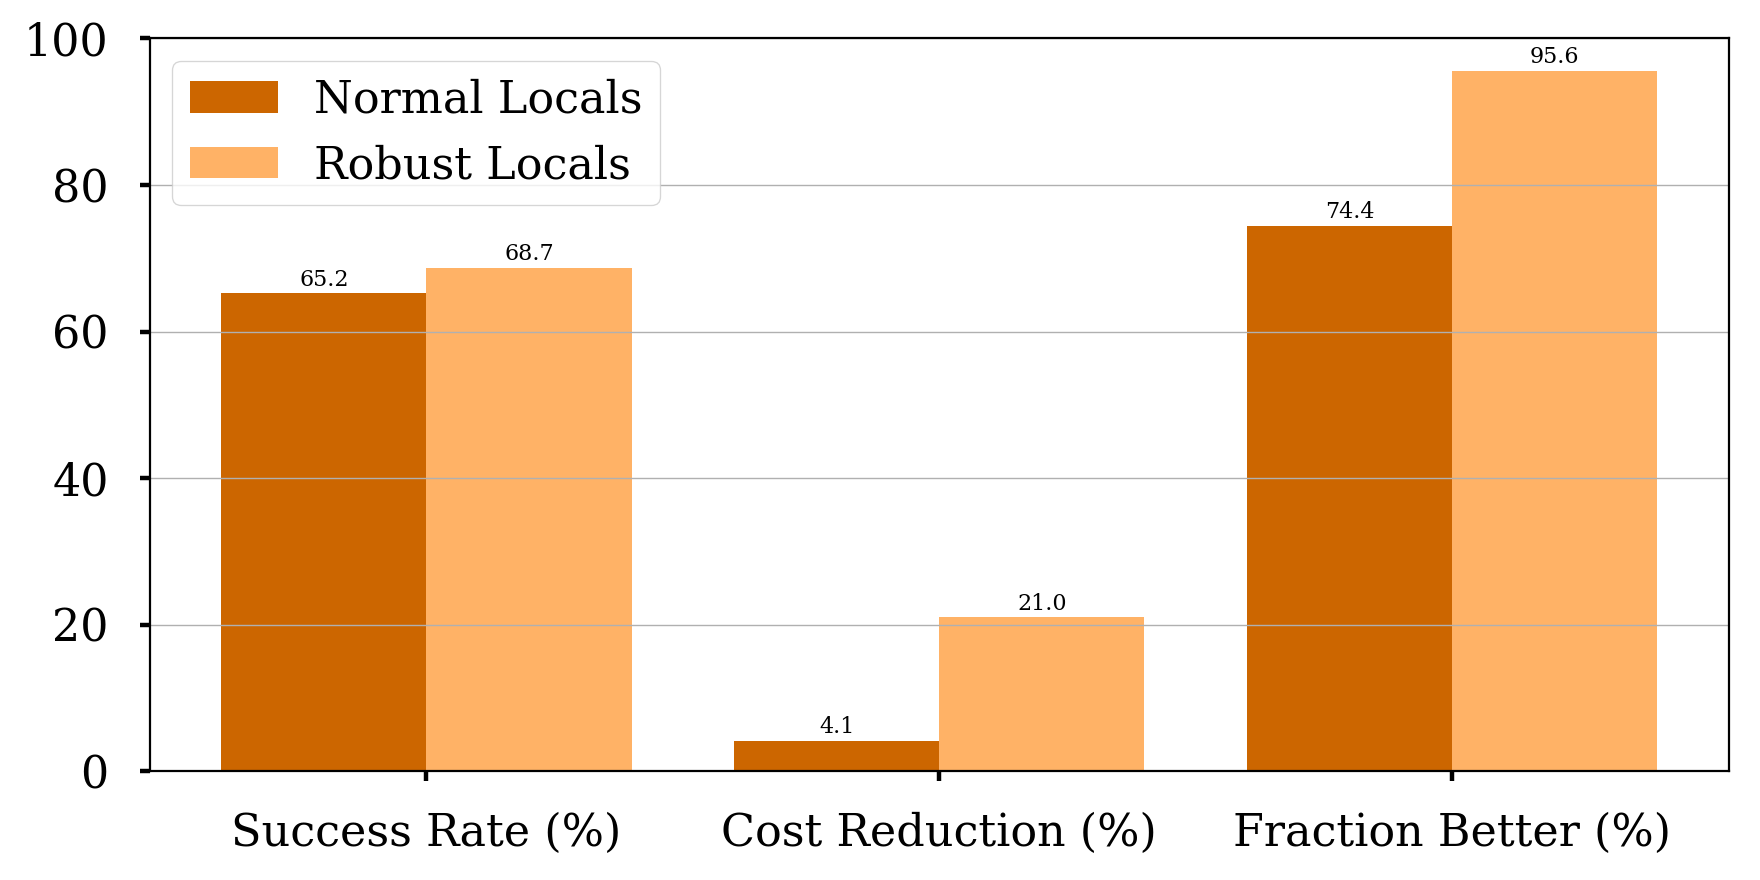 100
80
60
40
20
0
Normal Locals
Robust Locals
65.2
68.7
4.1
21.0
74.4
95.6
Success Rate (%)
Cost Reduction (%)
Fraction Better (%)